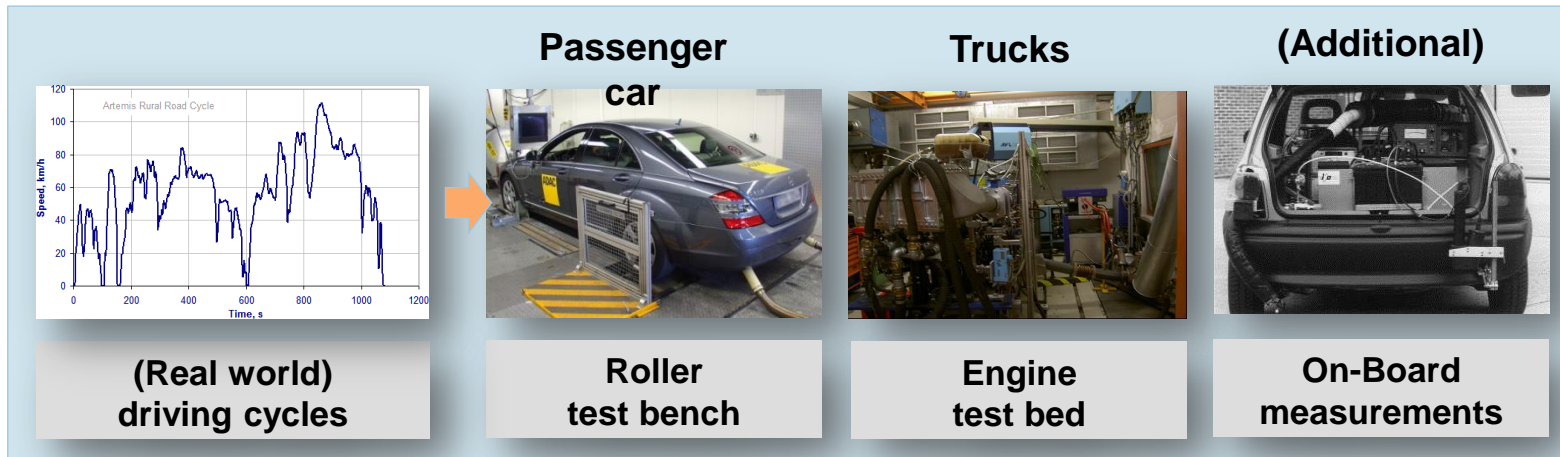 Passenger
car
Trucks
(Additional)
120
100
80
60
40
20
0
Speed, km/h
Artemis Rural Road Cycle
0 200 400 600 800 1000 1200
Time, s
ADAC
(Real world)
driving cycles
Roller
test bench
Engine
test bed
On-Board
measurements